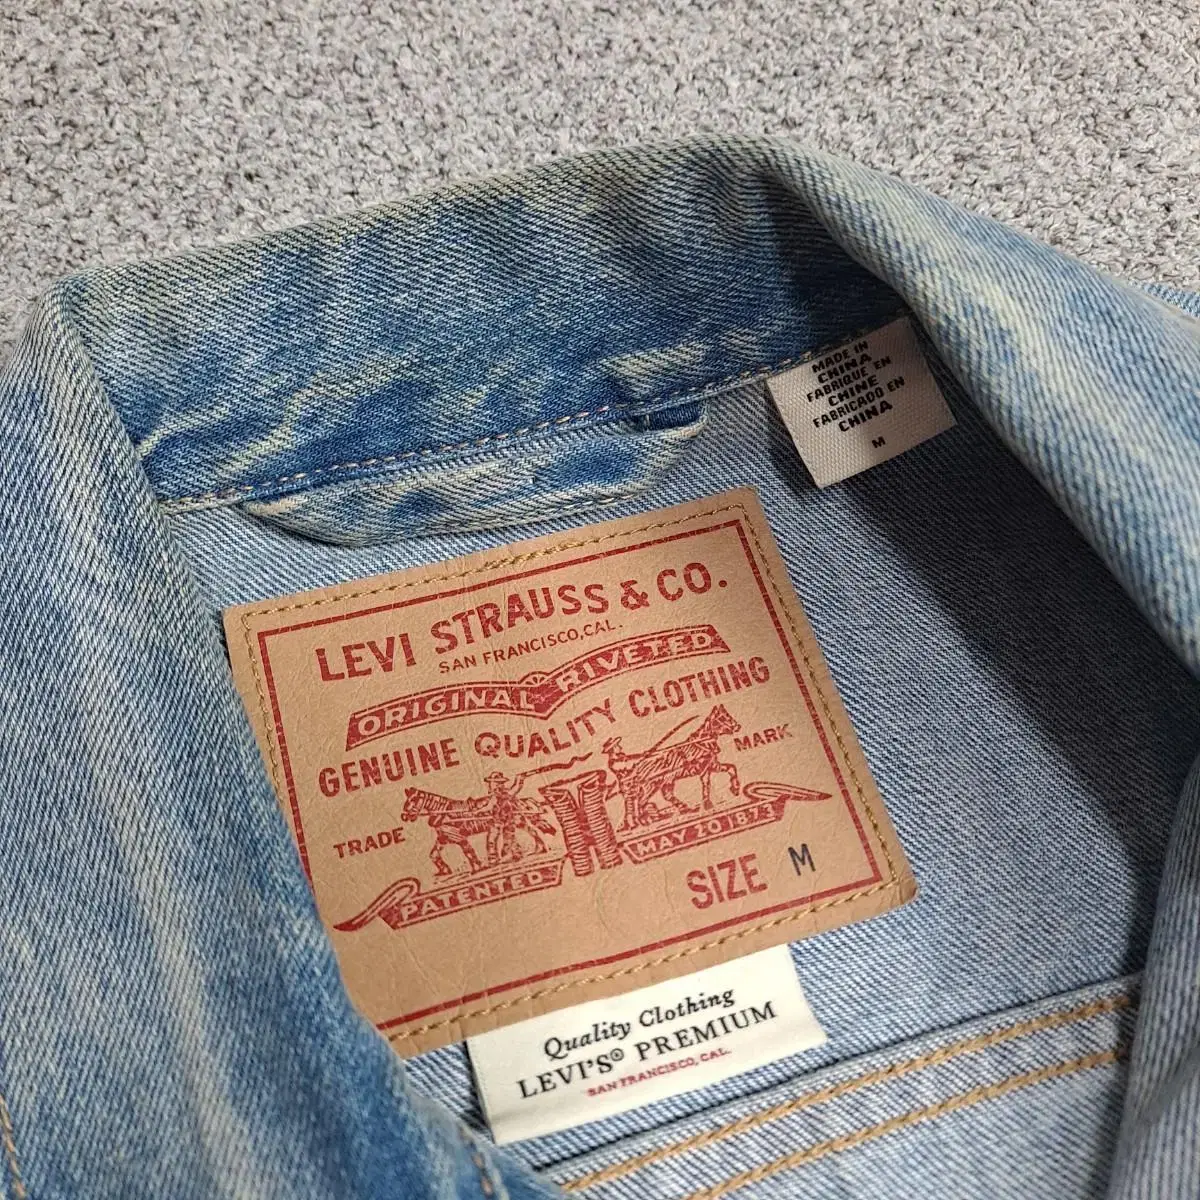 MADE IN
CHINA
FABRIQUE EN
CHINE
FABRICADO EN
CHINA
M
LEVI STRAUSS & CO.
SAN FRANCISCO, CAL.
ORIGINAL RIVETED
GENUINE QUALITY CLOTHING
TRADE MARK
PATENTED MAY 20 1873
SIZE M
Quality Clothing
LEVI'S® PREMIUM
SAN FRANCISCO, CAL.